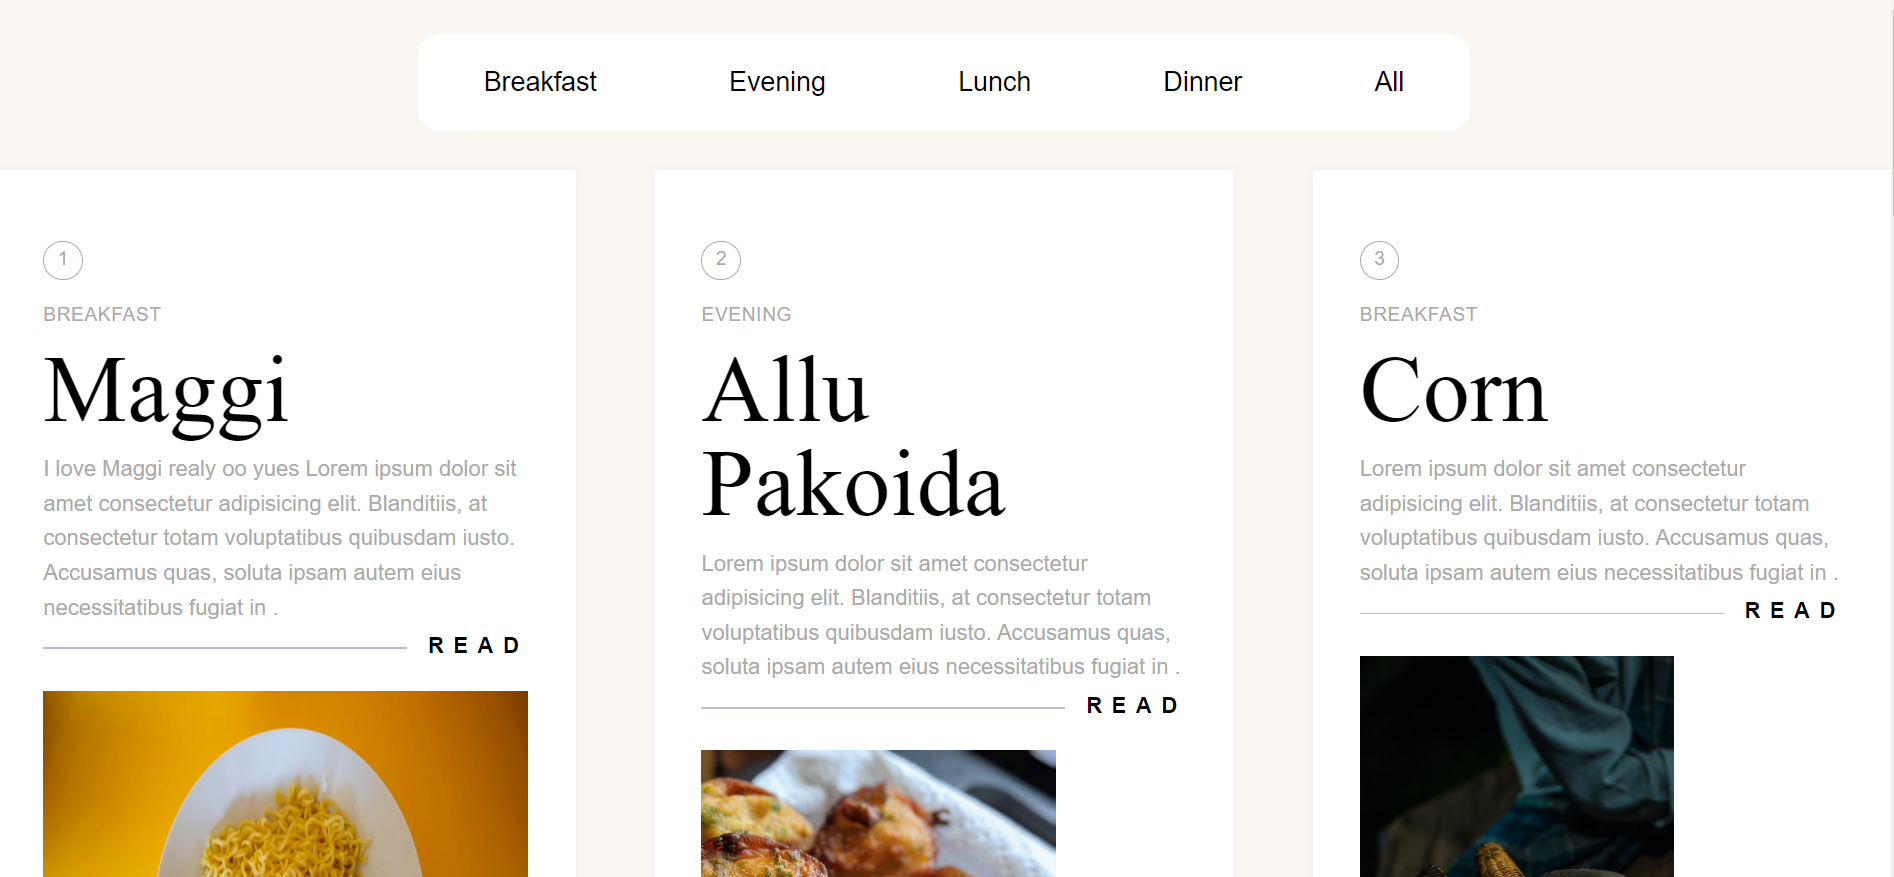 Breakfast Evening Lunch Dinner All
1
BREAKFAST
Maggi
I love Maggi realy oo yues Lorem ipsum dolor sit
amet consectetur adipisicing elit. Blanditiis, at
consectetur totam voluptatibus quibusdam iusto.
Accusamus quas, soluta ipsam autem eius
necessitatibus fugiat in .
READ
2
EVENING
Allu
Pakoida
Lorem ipsum dolor sit amet consectetur
adipisicing elit. Blanditiis, at consectetur totam
voluptatibus quibusdam iusto. Accusamus quas,
soluta ipsam autem eius necessitatibus fugiat in .
READ
3
BREAKFAST
Corn
Lorem ipsum dolor sit amet consectetur
adipisicing elit. Blanditiis, at consectetur totam
voluptatibus quibusdam iusto. Accusamus quas,
soluta ipsam autem eius necessitatibus fugiat in .
READ